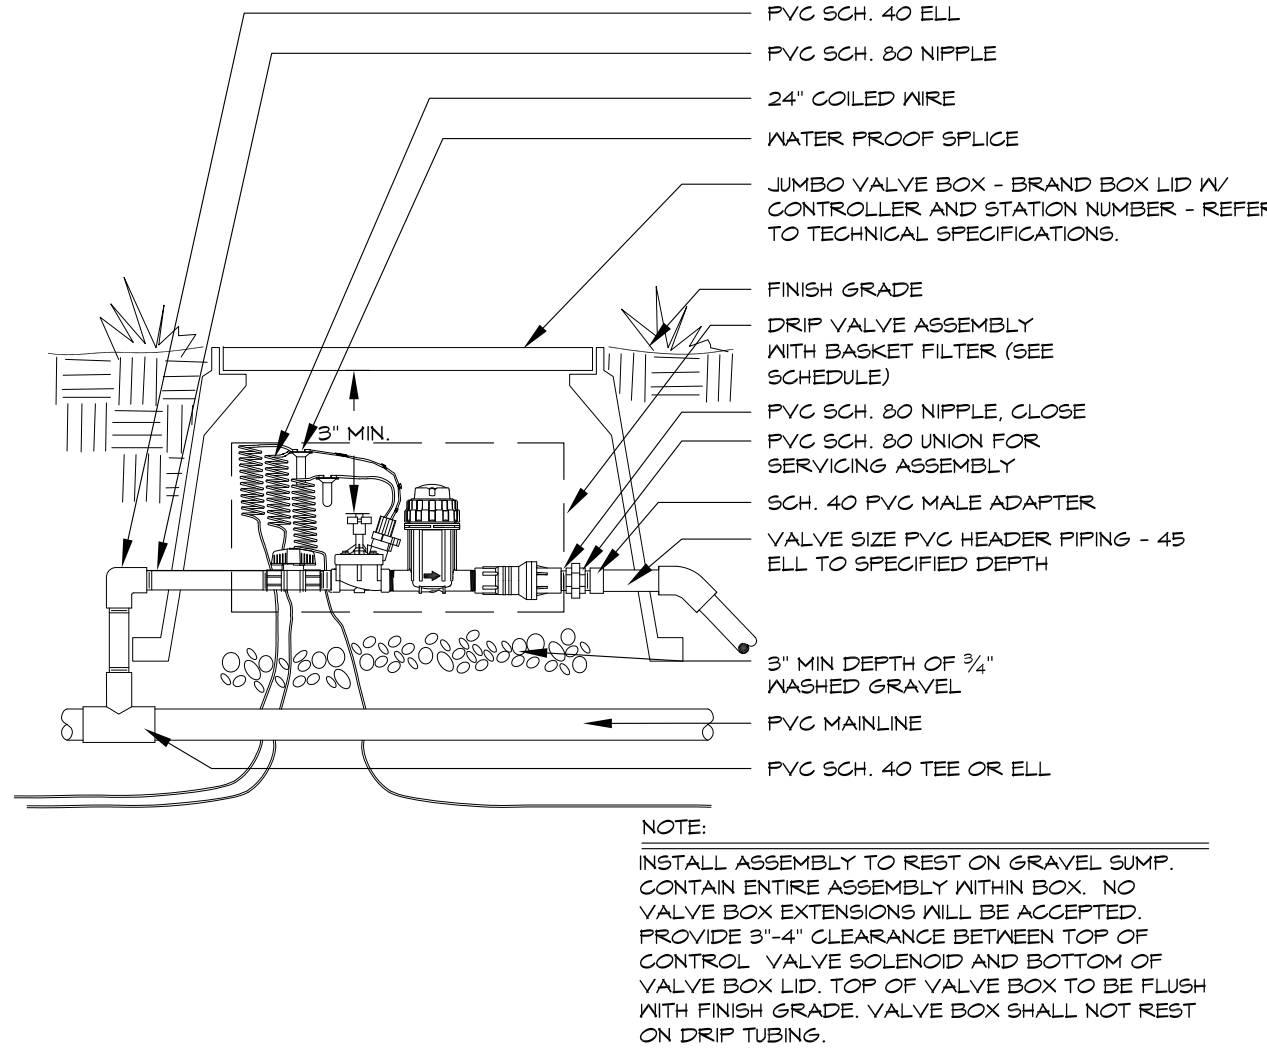 PVC SCH. 40 ELL
PVC SCH. 80 NIPPLE
24" COILED WIRE
WATER PROOF SPLICE
JUMBO VALVE BOX - BRAND BOX LID W/
CONTROLLER AND STATION NUMBER - REFER
TO TECHNICAL SPECIFICATIONS.
FINISH GRADE
DRIP VALVE ASSEMBLY
WITH BASKET FILTER (SEE
SCHEDULE)
PVC SCH. 80 NIPPLE, CLOSE
3" MIN.
PVC SCH. 80 UNION FOR
SERVICING ASSEMBLY
SCH. 40 PVC MALE ADAPTER
VALVE SIZE PVC HEADER PIPING - 45
ELL TO SPECIFIED DEPTH
3" MIN DEPTH OF 3/4"
WASHED GRAVEL
PVC MAINLINE
PVC SCH. 40 TEE OR ELL
NOTE:
INSTALL ASSEMBLY TO REST ON GRAVEL SUMP.
CONTAIN ENTIRE ASSEMBLY WITHIN BOX. NO
VALVE BOX EXTENSIONS WILL BE ACCEPTED.
PROVIDE 3"-4" CLEARANCE BETWEEN TOP OF
CONTROL VALVE SOLENOID AND BOTTOM OF
VALVE BOX LID. TOP OF VALVE BOX TO BE FLUSH
WITH FINISH GRADE. VALVE BOX SHALL NOT REST
ON DRIP TUBING.